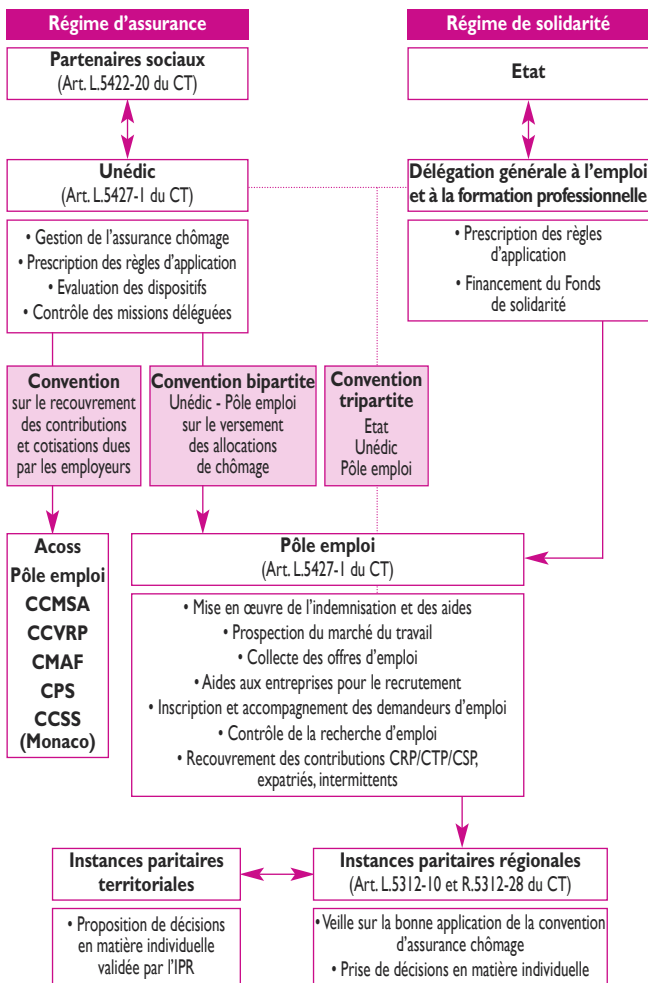 Régime d'assurance
Régime de solidarité
Partenaires sociaux
(Art. L.5422-20 du CT)
Etat
Unédic
(Art. L.5427-1 du CT)
Délégation générale à l'emploi
et à la formation professionnelle
• Gestion de l'assurance chômage
• Prescription des règles d'application
• Evaluation des dispositifs
• Contrôle des missions déléguées
• Prescription des règles
d'application
• Financement du Fonds
de solidarité
Convention
sur le recouvrement
des contributions
et cotisations dues
par les employeurs
Convention bipartite
Unédic - Pôle emploi
sur le versement
des allocations
de chômage
Convention
tripartite
Etat
Unédic
Pôle emploi
Acoss
Pôle emploi
CCMSA
CCVRP
CMAF
CPS
CCSS
(Monaco)
Pôle emploi
(Art. L.5427-1 du CT)
• Mise en œuvre de l'indemnisation et des aides
• Prospection du marché du travail
• Collecte des offres d'emploi
• Aides aux entreprises pour le recrutement
• Inscription et accompagnement des demandeurs d'emploi
• Contrôle de la recherche d'emploi
• Recouvrement des contributions CRP/CTP/CSP,
expatriés, intermittents
Instances paritaires
territoriales
Instances paritaires régionales
(Art. L.5312-10 et R.5312-28 du CT)
• Proposition de décisions
en matière individuelle
validée par l'IPR
• Veille sur la bonne application de la convention
d'assurance chômage
• Prise de décisions en matière individuelle